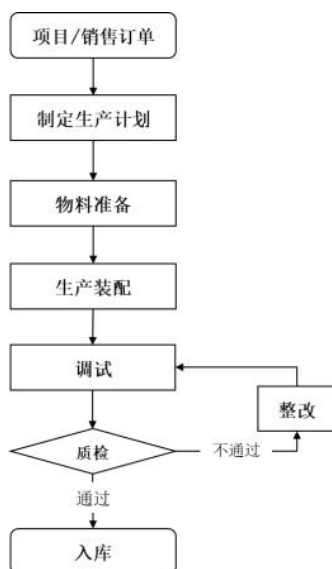 项目/销售订单
制定生产计划
物料准备
生产装配
调试
整改
质检
不通过
通过
入库